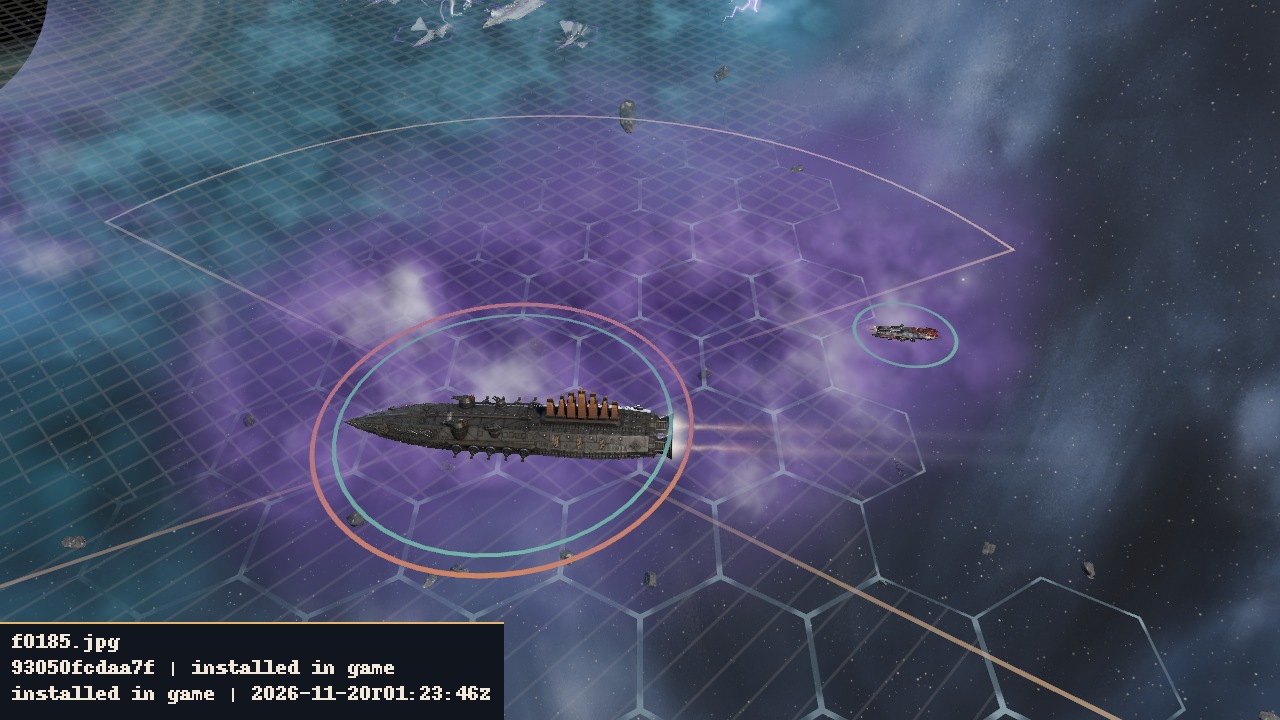 f0185.jpg
93050fcdaa7f | installed in game
installed in game | 2026-11-20T01:23:46Z